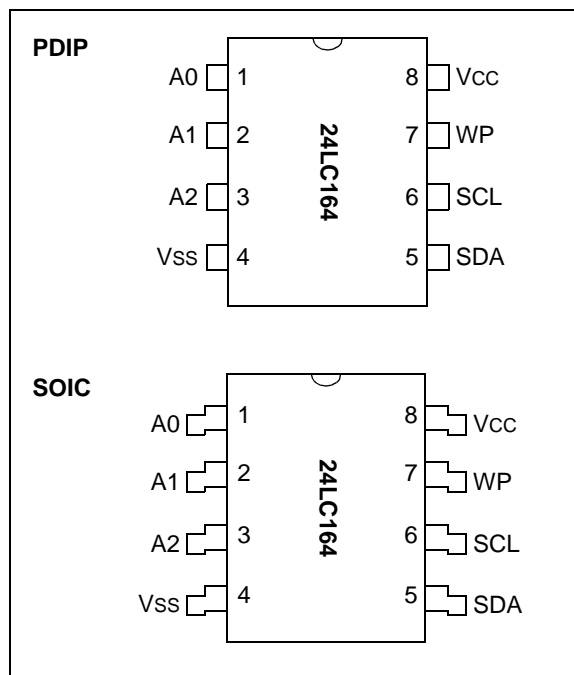 PDIP
A0 1 8 VCC
A1 2 7 WP
A2 3 6 SCL
VSS 4 5 SDA
24LC164
SOIC
A0 1 8 VCC
A1 2 7 WP
A2 3 6 SCL
VSS 4 5 SDA
24LC164